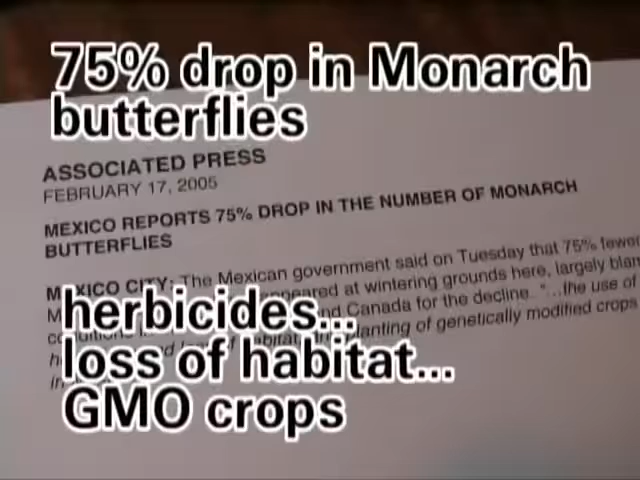 75% drop in Monarch
butterflies
ASSOCIATED PRESS
FEBRUARY 17, 2005
MEXICO REPORTS 75% DROP IN THE NUMBER OF MONARCH
BUTTERFLIES
MEXICO CITY: The Mexican government said on Tuesday that 75% fewer
appeared at wintering grounds here, largely
and Canada for the decline. "...the use of
planting of genetically modified crops
herbicides...
loss of habitat...
GMO crops